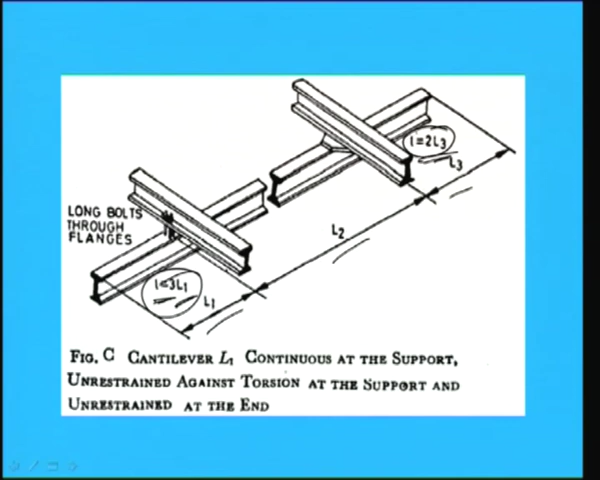 l=2L3
L3
LONG BOLTS
THROUGH
FLANGES
L2
l=3L1
L1
FIG. C CANTILEVER L1 CONTINUOUS AT THE SUPPORT,
UNRESTRAINED AGAINST TORSION AT THE SUPPORT AND
UNRESTRAINED AT THE END